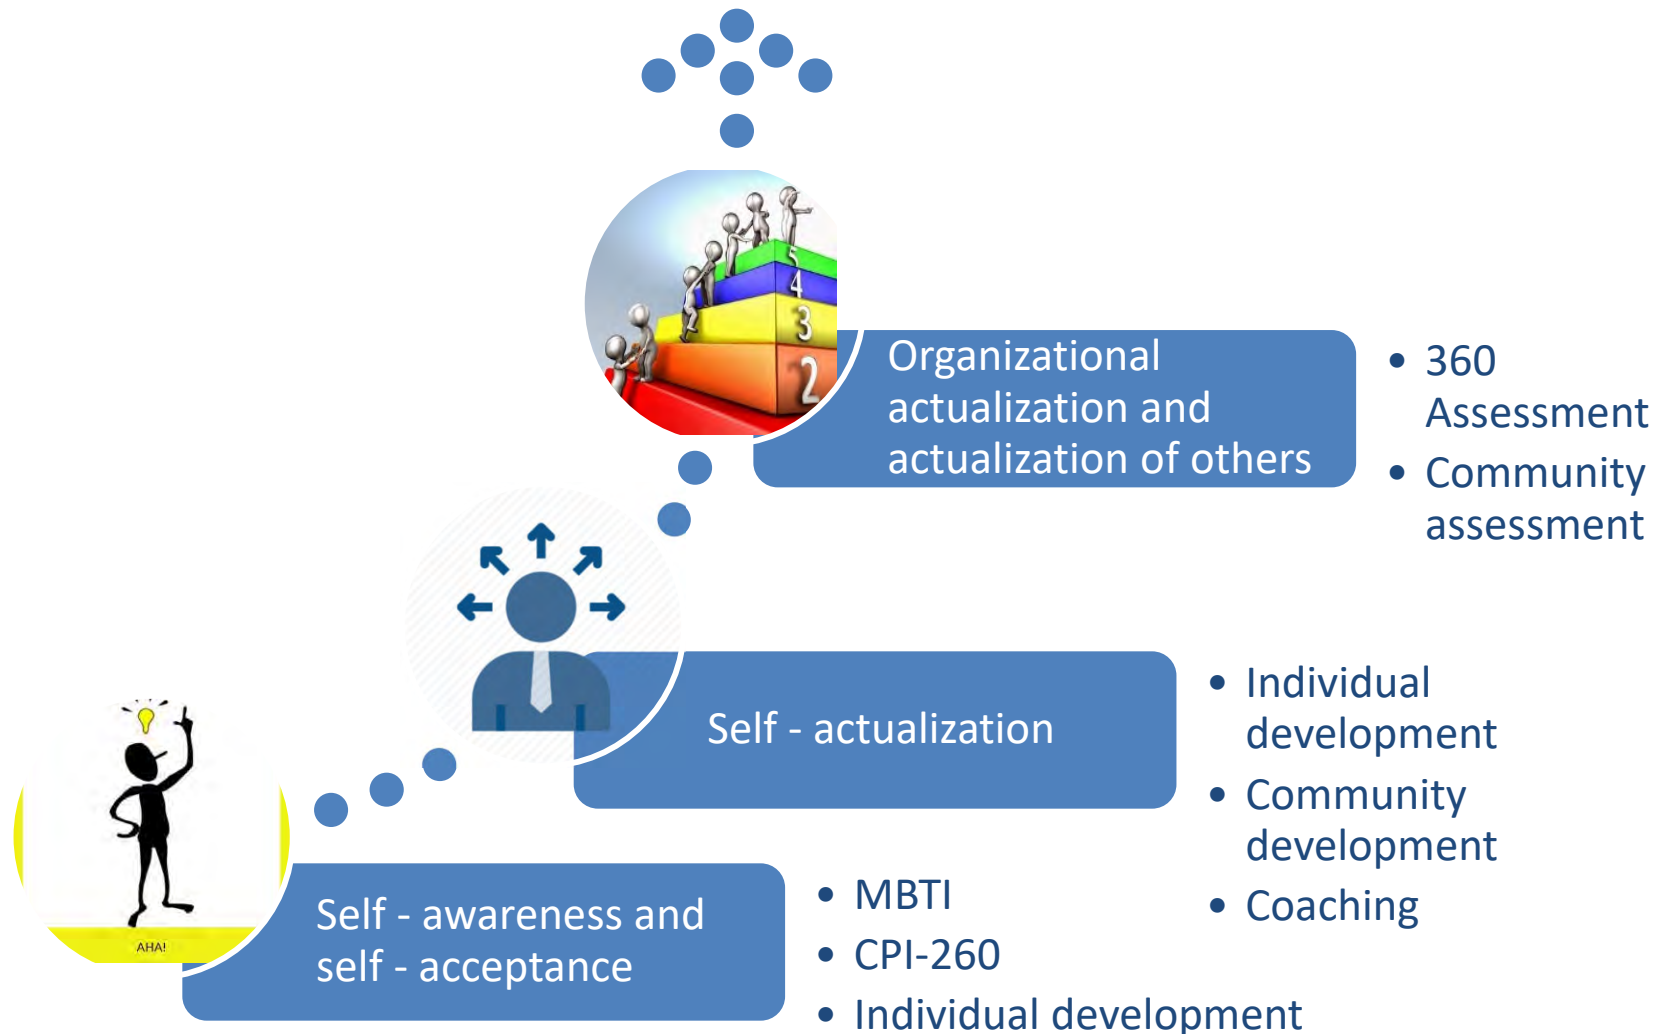 5
4
3
2
Organizational
actualization and
actualization of others
• 360
Assessment
• Community
assessment
Self - actualization
• Individual
development
• Community
development
• Coaching
AHA!
Self - awareness and
self - acceptance
• MBTI
• CPI-260
• Individual development